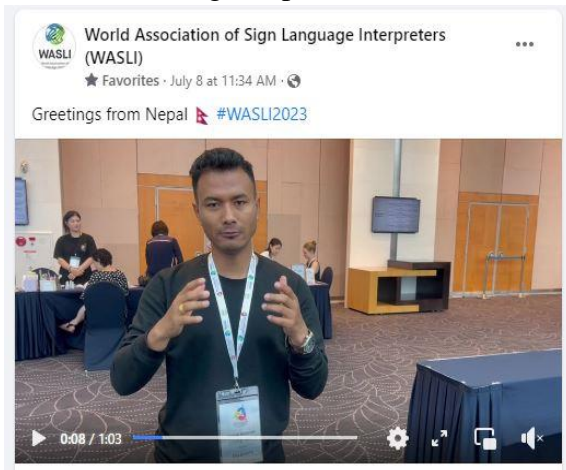 World Association of Sign Language Interpreters
(WASLI)
WASLI
Favorites · July 8 at 11:34 AM ·
Greetings from Nepal 🇳🇵 #WASLI2023
0:08 / 1:03